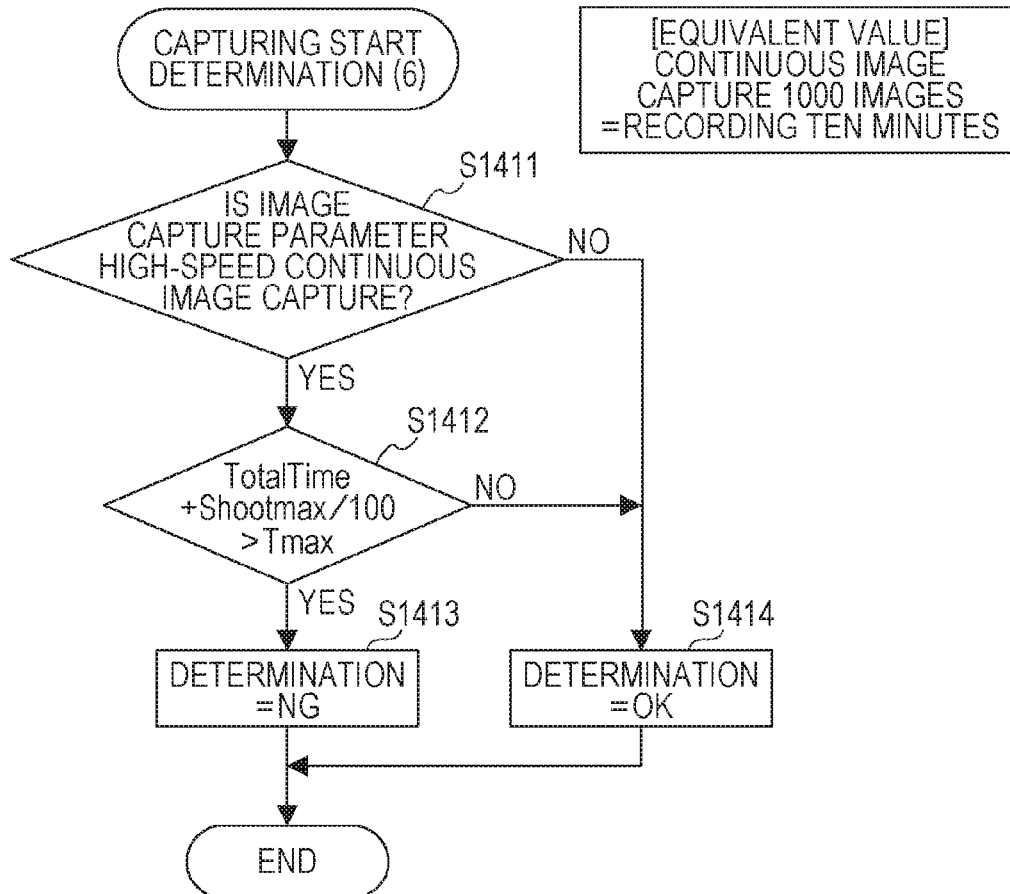 CAPTURING START
DETERMINATION (6)
[EQUIVALENT VALUE]
CONTINUOUS IMAGE
CAPTURE 1000 IMAGES
=RECORDING TEN MINUTES
S1411
IS IMAGE
CAPTURE PARAMETER
HIGH-SPEED CONTINUOUS
IMAGE CAPTURE?
NO
YES
S1412
TotalTime
+Shootmax/100
>Tmax
NO
YES
S1413
DETERMINATION
=NG
S1414
DETERMINATION
=OK
END